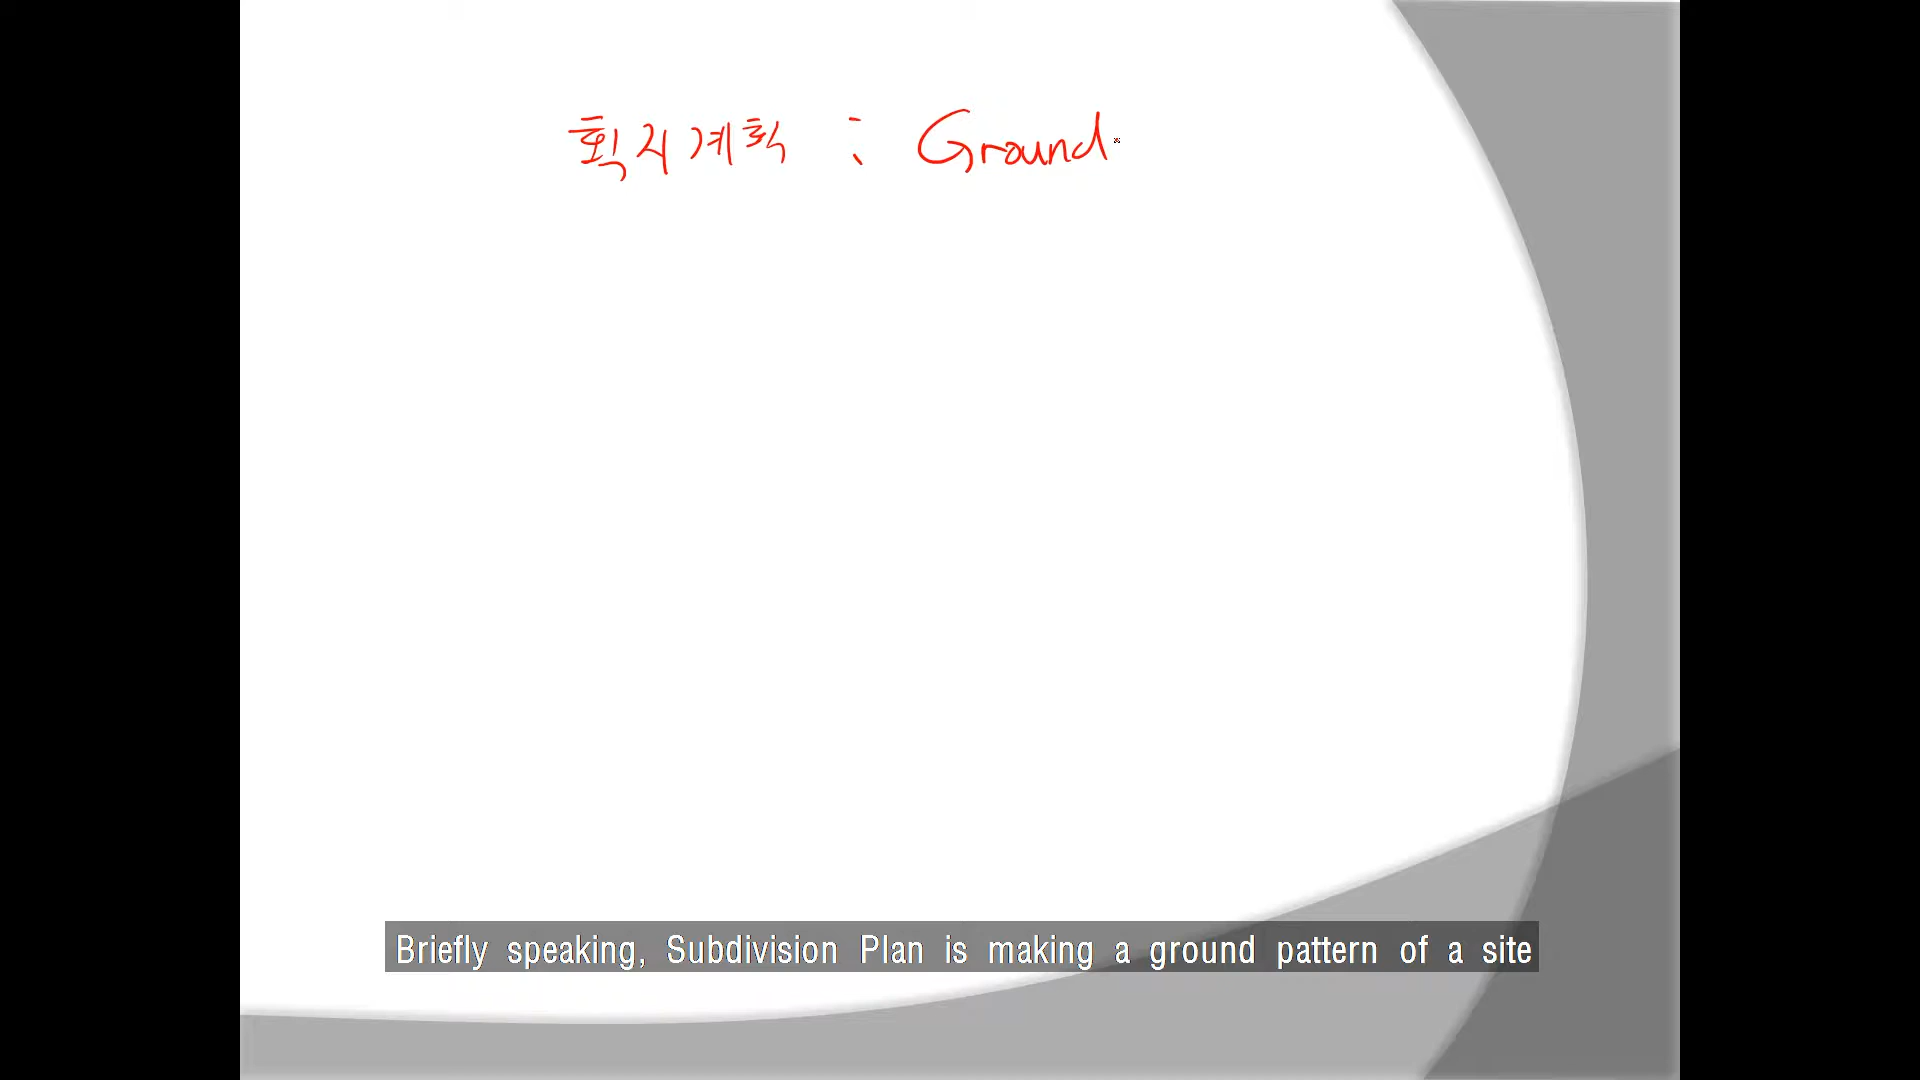 획지계획 : Ground
Briefly speaking, Subdivision Plan is making a ground pattern of a site